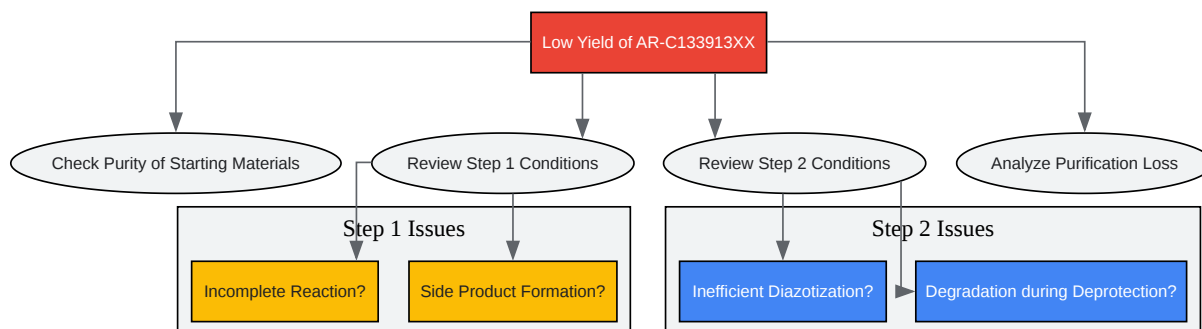 Low Yield of AR-C133913XX
Check Purity of Starting Materials
Review Step 1 Conditions
Review Step 2 Conditions
Analyze Purification Loss
Step 1 Issues
Step 2 Issues
Incomplete Reaction?
Side Product Formation?
Inefficient Diazotization?
Degradation during Deprotection?